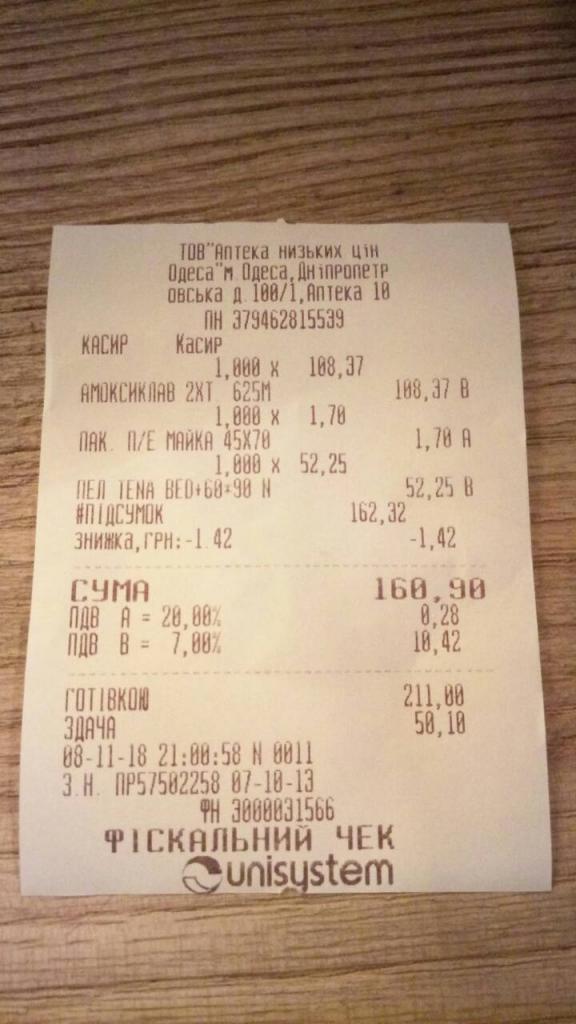 ТОВ"Аптека низьких цін
Одеса"м Одеса,Дніпропетр
овська д.100/1,Аптека 10
ПН 379462815539
КАСИР Касир
1,000 x 108,37
АМОКСИКЛАВ 2ХТ 625М 108,37 В
1,000 x 1,70
ПАК. П/Е МАЙКА 45Х70 1,70 А
1,000 x 52,25
ПЕЛ TENA BED+60*90 N 52,25 В
#ПІДСУМОК 162,32
ЗНИЖКА,ГРН:-1.42 -1,42
СУМА 160,90
ПДВ А = 20,00% 0,28
ПДВ В = 7,00% 10,42
ГОТІВКОЮ 211,00
ЗДАЧА 50,10
08-11-18 21:00:58 N 0011
З.Н. ПР57502258 07-10-13
ФН 3000031566
ФІСКАЛЬНИЙ ЧЕК
unisystem